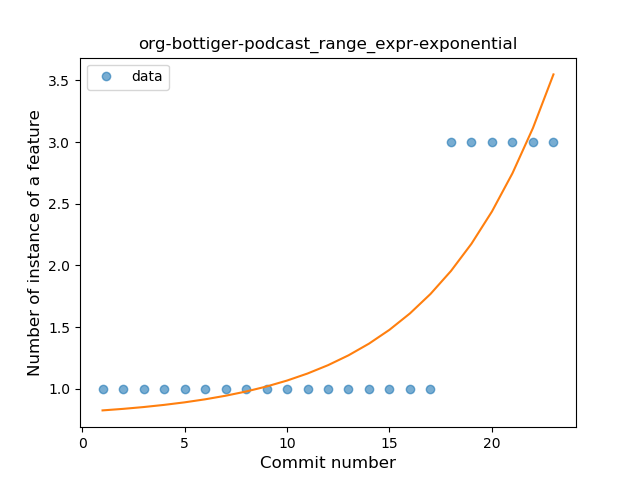 org-bottiger-podcast_range_expr-exponential
data
Number of instance of a feature
3.5
3.0
2.5
2.0
1.5
1.0
0
5
10
15
20
Commit number